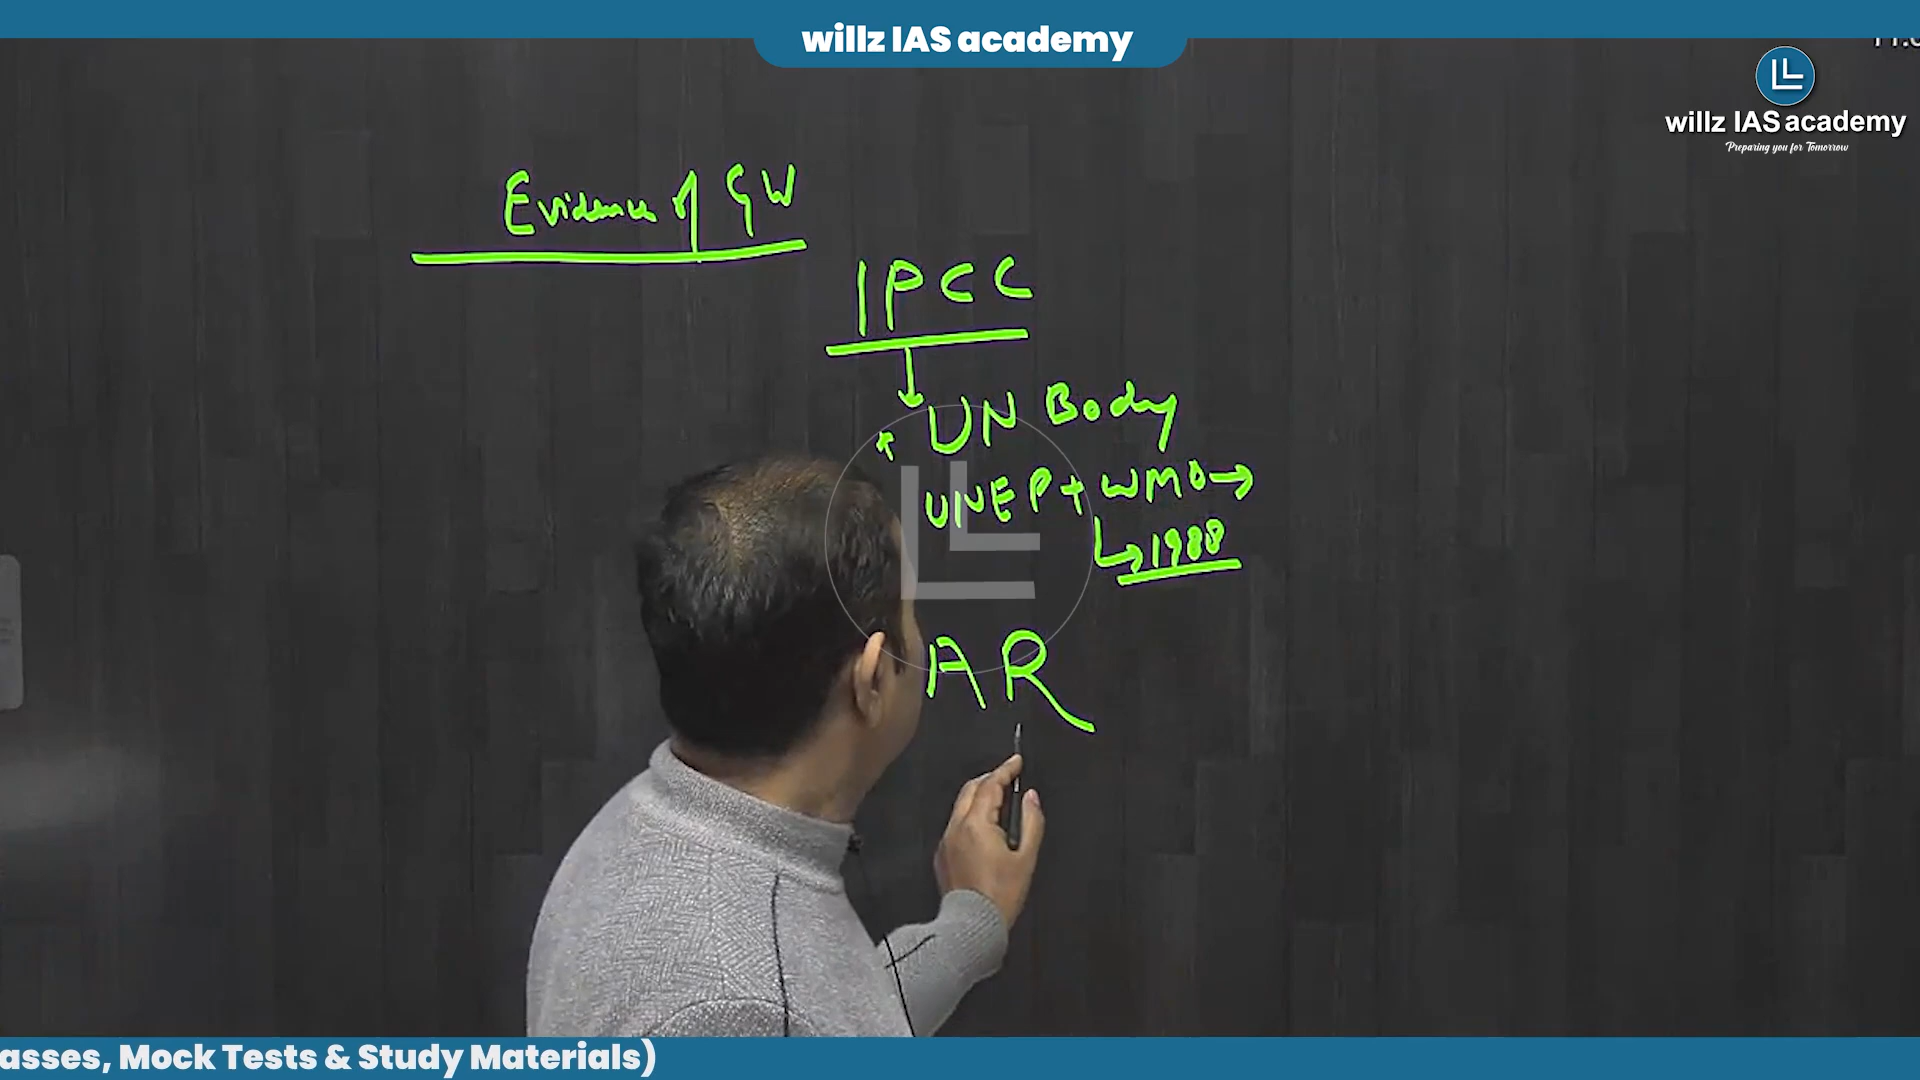 willz IAS academy
willz IAS academy
Preparing you for Tomorrow
Evidence of GW
IPCC
UN Body
UNEP + WMO →
1988
AR
asses, Mock Tests & Study Materials)